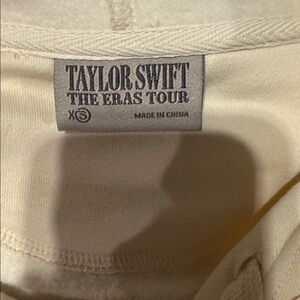 TAYLOR SWIFT
THE ERAS TOUR
XS MADE IN CHINA